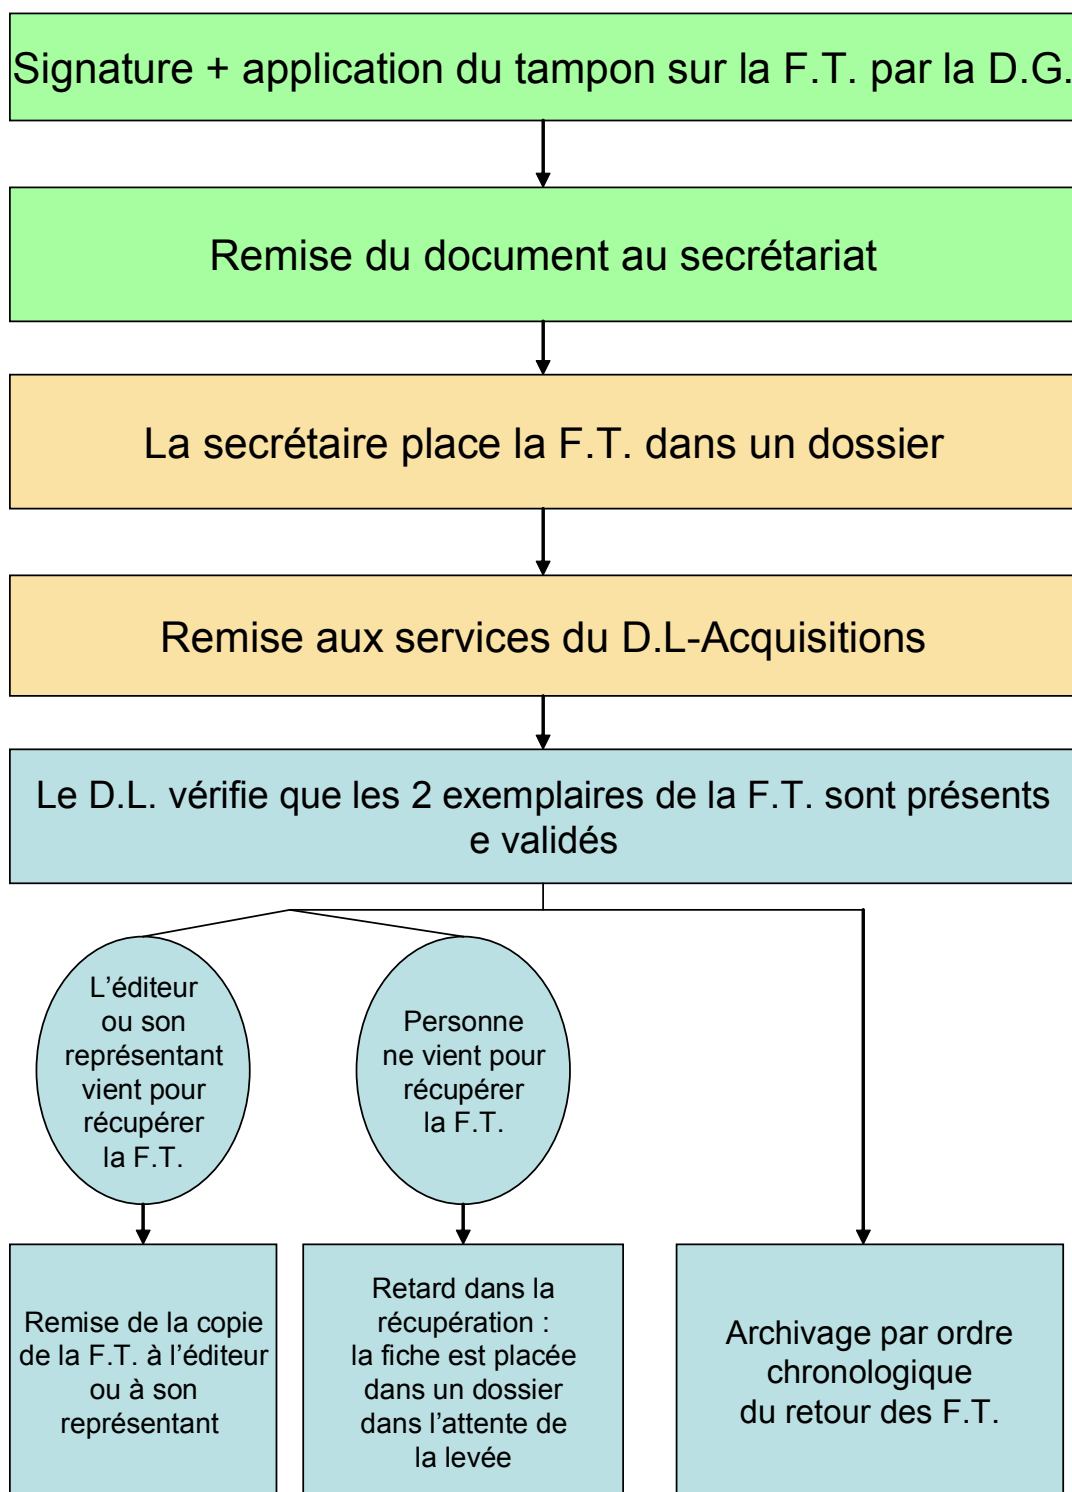 Signature + application du tampon sur la F.T. par la D.G.
Remise du document au secrétariat
La secrétaire place la F.T. dans un dossier
Remise aux services du D.L-Acquisitions
Le D.L. vérifie que les 2 exemplaires de la F.T. sont présents
e validés
L’éditeur
ou son
représentant
vient pour
récupérer
la F.T.
Personne
ne vient pour
récupérer
la F.T.
Remise de la copie
de la F.T. à l’éditeur
ou à son
représentant
Retard dans la
récupération :
la fiche est placée
dans un dossier
dans l’attente de
la levée
Archivage par ordre
chronologique
du retour des F.T.